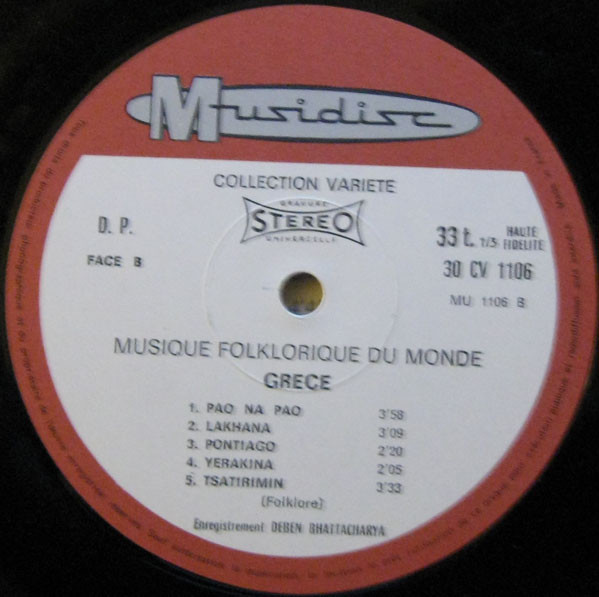 Musidisc
COLLECTION VARIETE
GRAVURE
STEREO
UNIVERSELLE
D. P.
FACE B
33 t. 1/3 HAUTE FIDELITE
30 CV 1106
MU 1106 B
MUSIQUE FOLKLORIQUE DU MONDE
GRECE
1. PAO NA PAO 3'58
2. LAKHANA 3'09
3. PONTIAGO 2'20
4. YERAKINA 2'05
5. TSATIRIMIN 3'33
(Folklore)
Enregistrement: DEBEN BHATTACHARYA